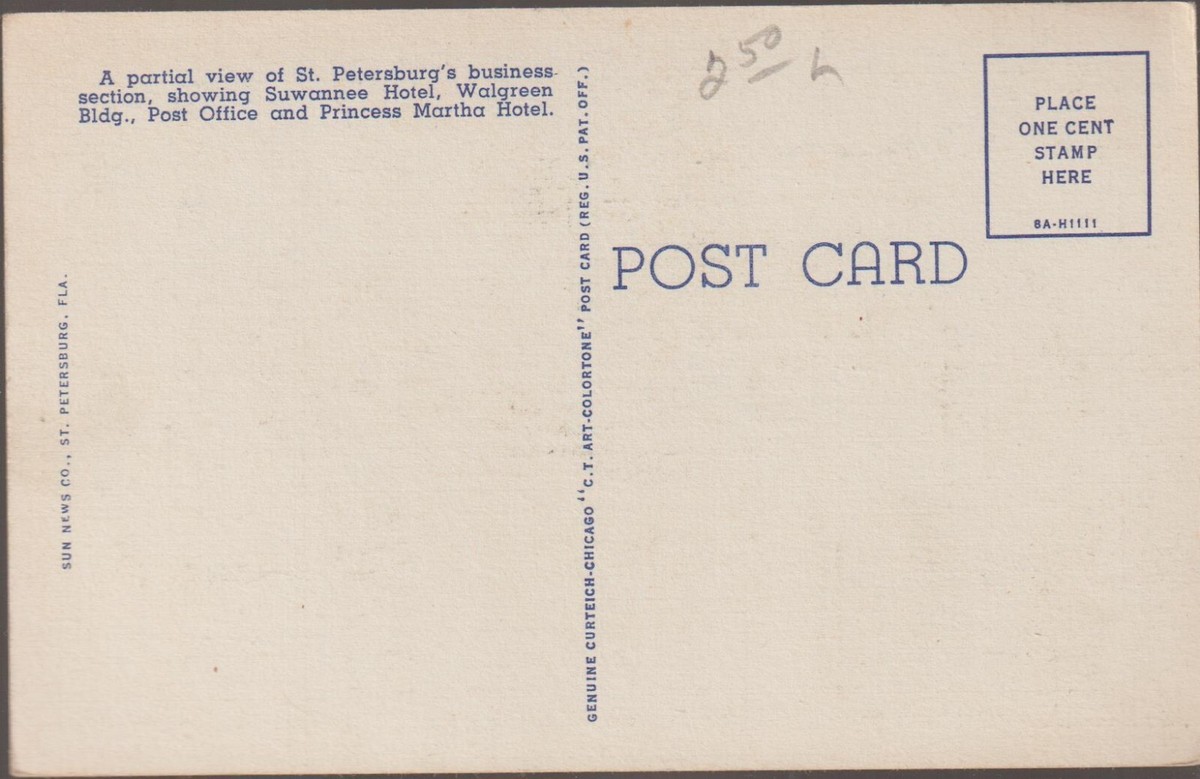 A partial view of St. Petersburg's business
section, showing Suwannee Hotel, Walgreen
Bldg., Post Office and Princess Martha Hotel.
SUN NEWS CO., ST. PETERSBURG, FLA.
GENUINE CURTEICH-CHICAGO "C.T. ART-COLORTONE" POST CARD (REG. U.S. PAT. OFF.)
2 50
POST CARD
PLACE
ONE CENT
STAMP
HERE
8A-H1111